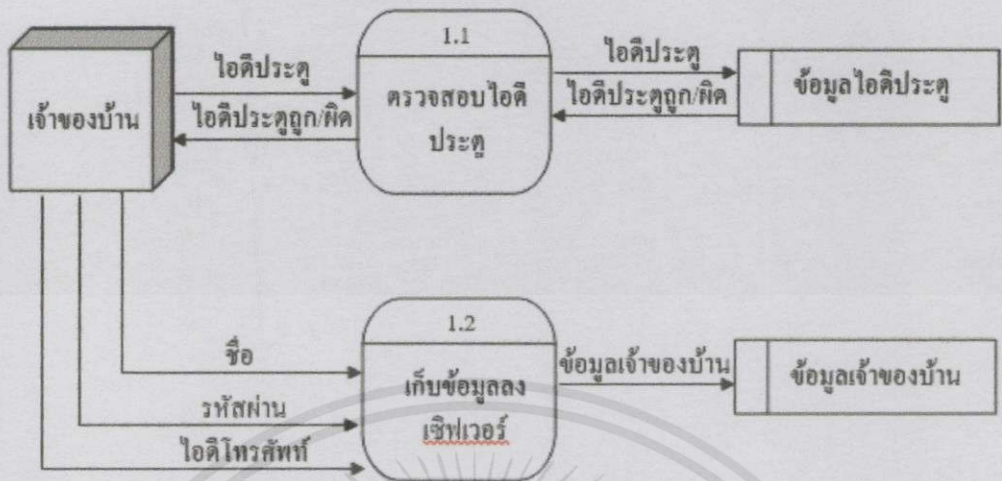 1.1
ไอดีประตู
ไอดีประตู
เจ้าของบ้าน
ตรวจสอบไอดี
ประตู
ไอดีประตูถูก/ผิด
ไอดีประตูถูก/ผิด
ข้อมูลไอดีประตู
1.2
ชื่อ
เก็บข้อมูลลง
เซิฟเวอร์
รหัสผ่าน
ไอดีโทรศัพท์
ข้อมูลเจ้าของบ้าน
ข้อมูลเจ้าของบ้าน